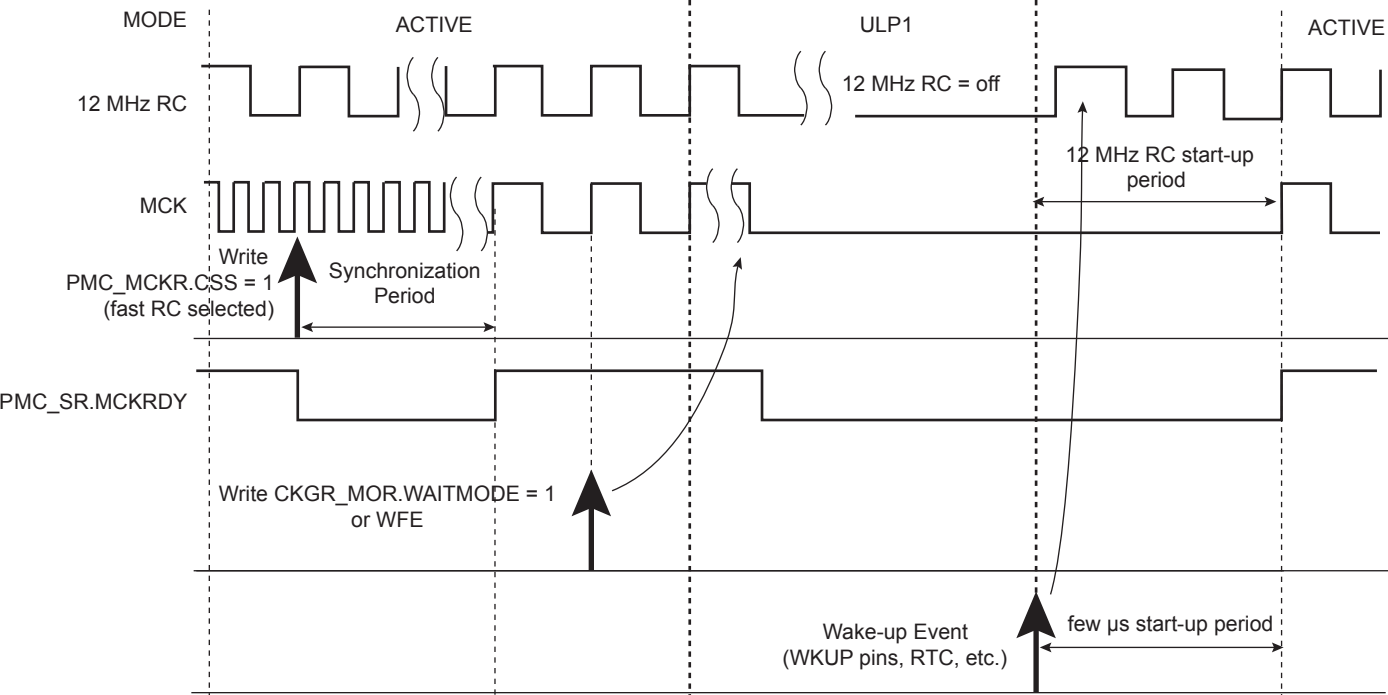 MODE
ACTIVE
ULP1
ACTIVE
12 MHz RC
12 MHz RC = off
12 MHz RC start-up
period
MCK
Write
PMC_MCKR.CSS = 1
(fast RC selected)
Synchronization
Period
PMC_SR.MCKRDY
Write CKGR_MOR.WAITMODE = 1
or WFE
Wake-up Event
(WKUP pins, RTC, etc.)
few µs start-up period